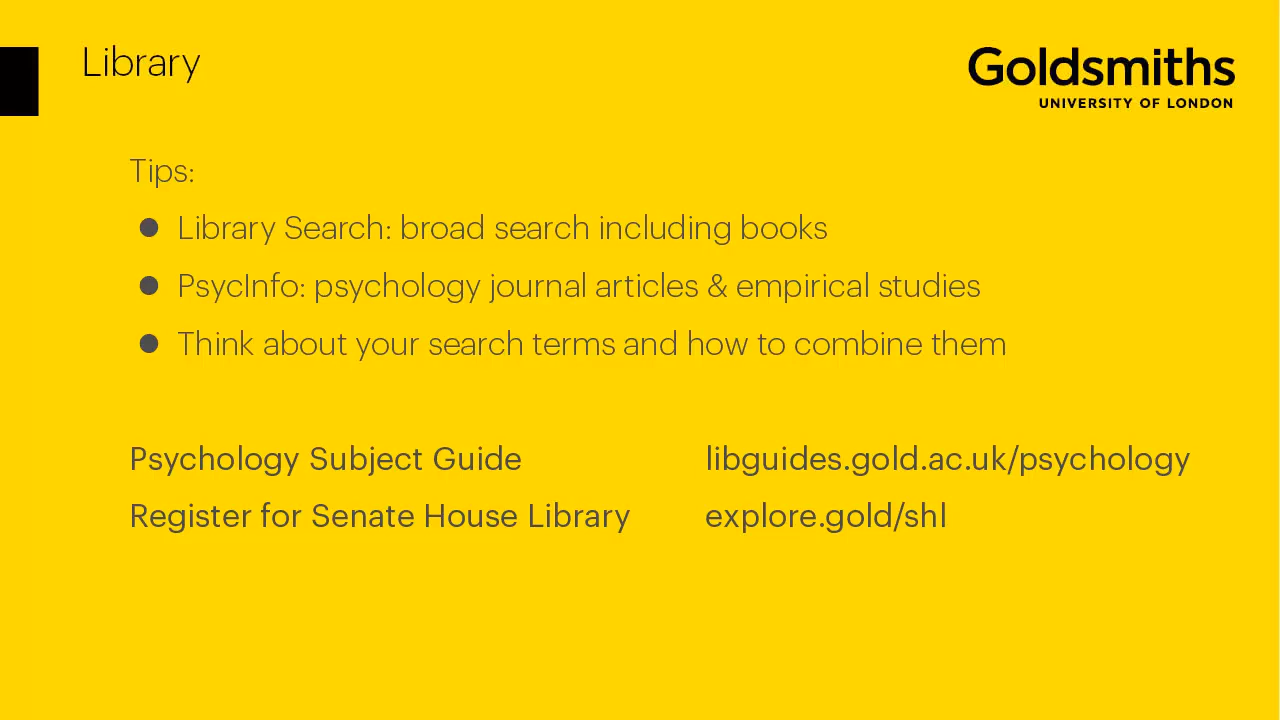 Library
Goldsmiths
UNIVERSITY OF LONDON
Tips:
● Library Search: broad search including books
● PsycInfo: psychology journal articles & empirical studies
● Think about your search terms and how to combine them
Psychology Subject Guide libguides.gold.ac.uk/psychology
Register for Senate House Library explore.gold/shl